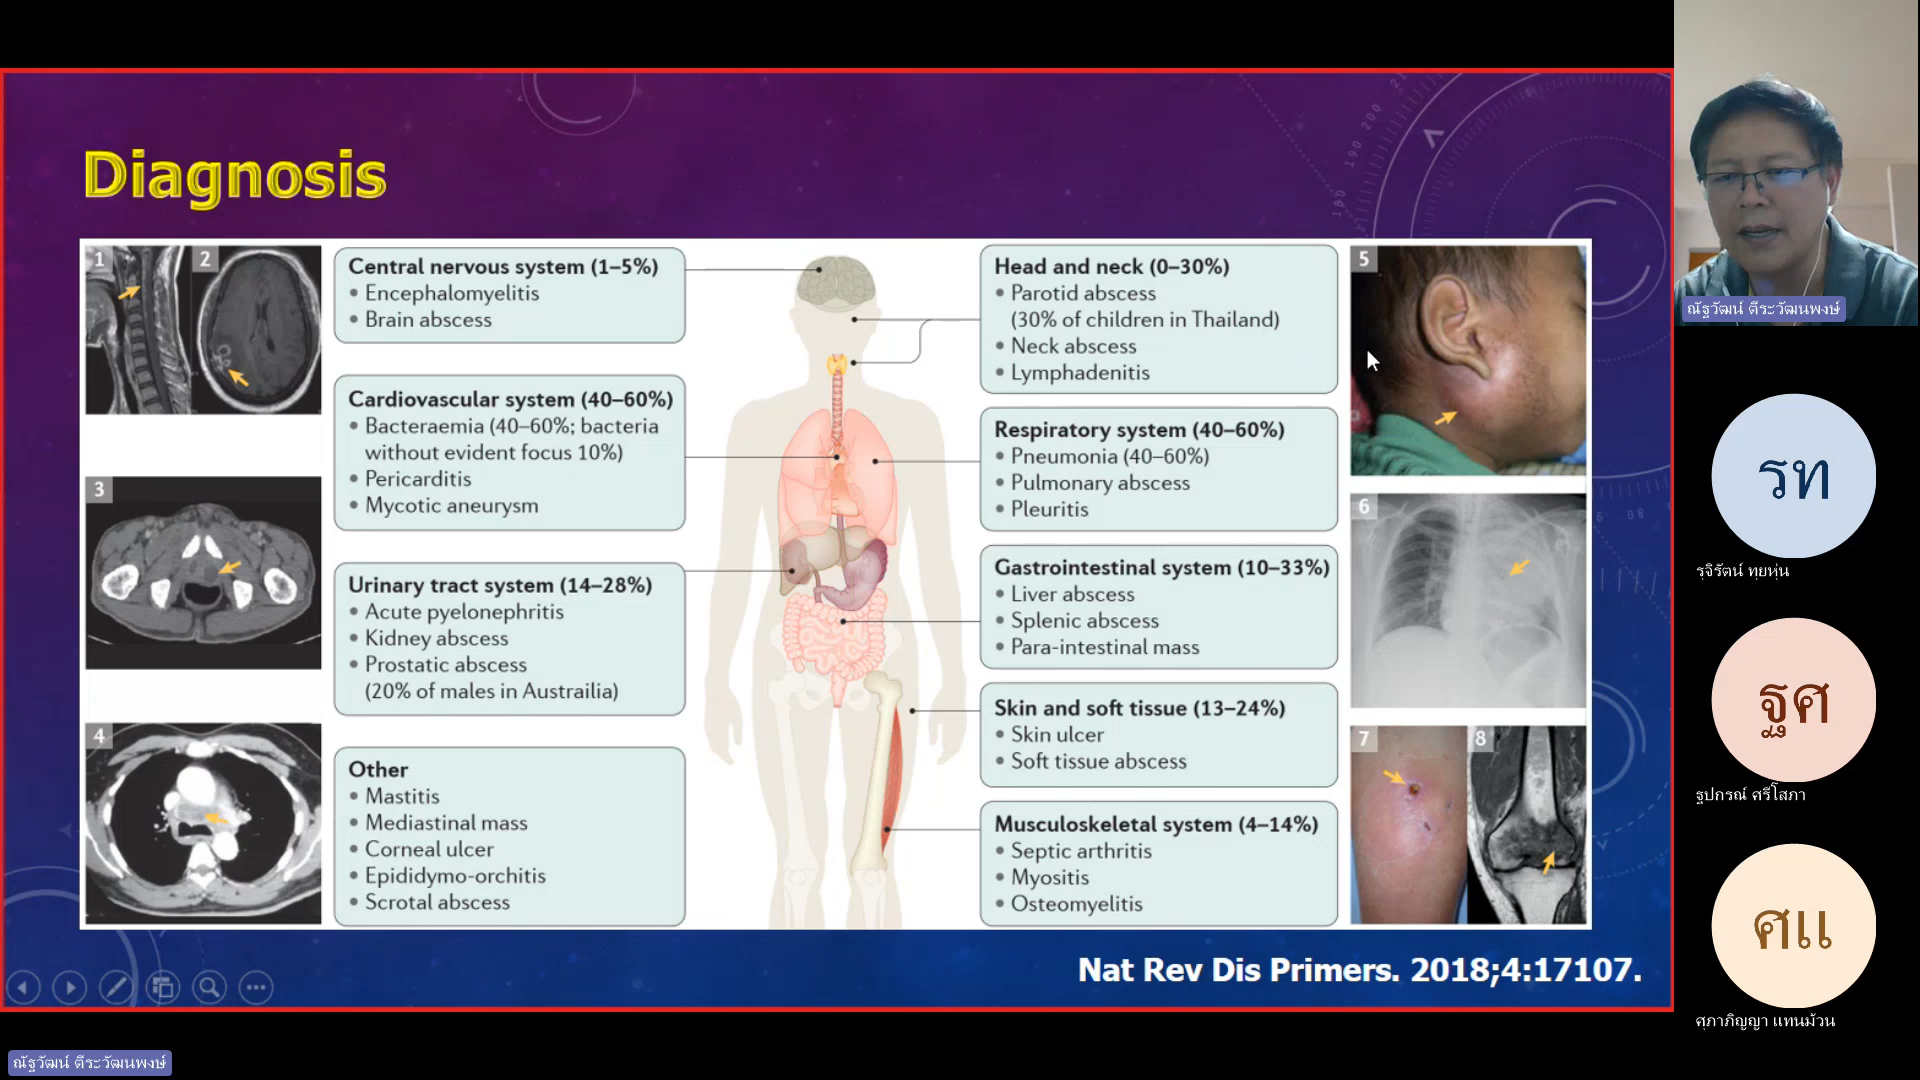 Diagnosis
1
2
3
4
Central nervous system (1–5%)
• Encephalomyelitis
• Brain abscess
Cardiovascular system (40–60%)
• Bacteraemia (40–60%; bacteria
without evident focus 10%)
• Pericarditis
• Mycotic aneurysm
Urinary tract system (14–28%)
• Acute pyelonephritis
• Kidney abscess
• Prostatic abscess
(20% of males in Austrailia)
Other
• Mastitis
• Mediastinal mass
• Corneal ulcer
• Epididymo-orchitis
• Scrotal abscess
Head and neck (0–30%)
• Parotid abscess
(30% of children in Thailand)
• Neck abscess
• Lymphadenitis
Respiratory system (40–60%)
• Pneumonia (40–60%)
• Pulmonary abscess
• Pleuritis
Gastrointestinal system (10–33%)
• Liver abscess
• Splenic abscess
• Para-intestinal mass
Skin and soft tissue (13–24%)
• Skin ulcer
• Soft tissue abscess
Musculoskeletal system (4–14%)
• Septic arthritis
• Myositis
• Osteomyelitis
5
6
7
8
Nat Rev Dis Primers. 2018;4:17107.
ณัฐวัฒน์ ตีระวัฒนพงษ์
รท
รุจิรัตน์ ทุยหุ่น
ฐศ
ฐปกรณ์ ศรีโสภา
ศแ
ศุภาภิญญา แทนม้วน
ณัฐวัฒน์ ตีระวัฒนพงษ์